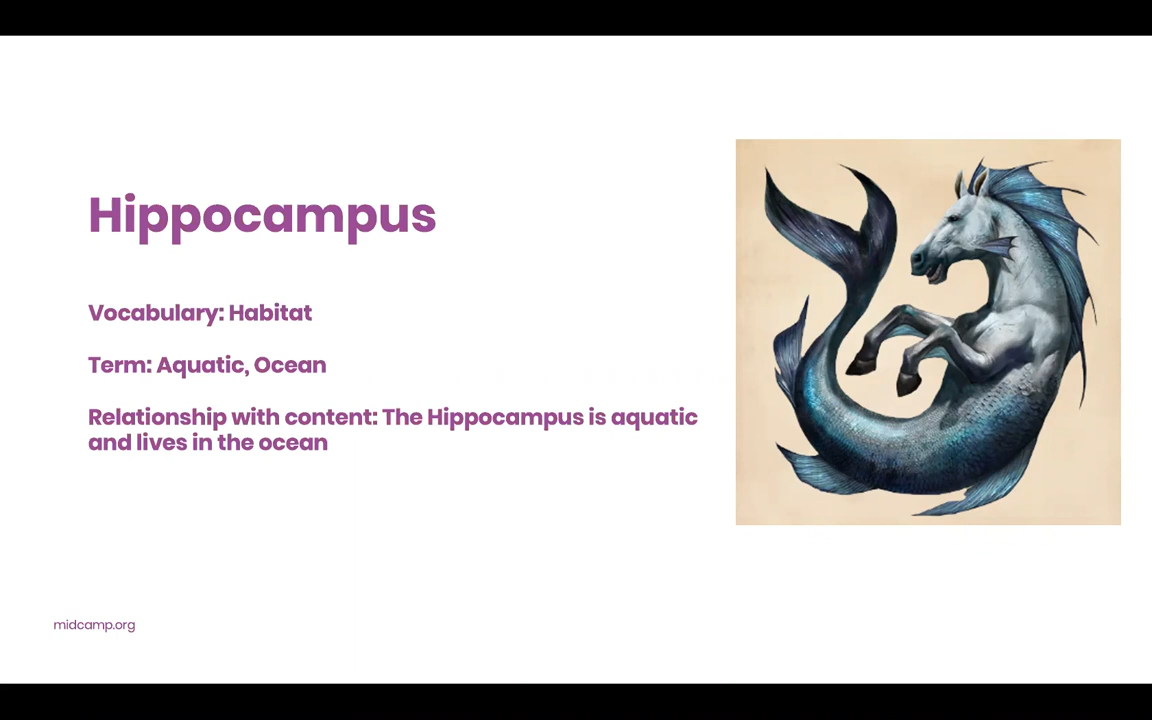 Hippocampus
Vocabulary: Habitat
Term: Aquatic, Ocean
Relationship with content: The Hippocampus is aquatic
and lives in the ocean
midcamp.org